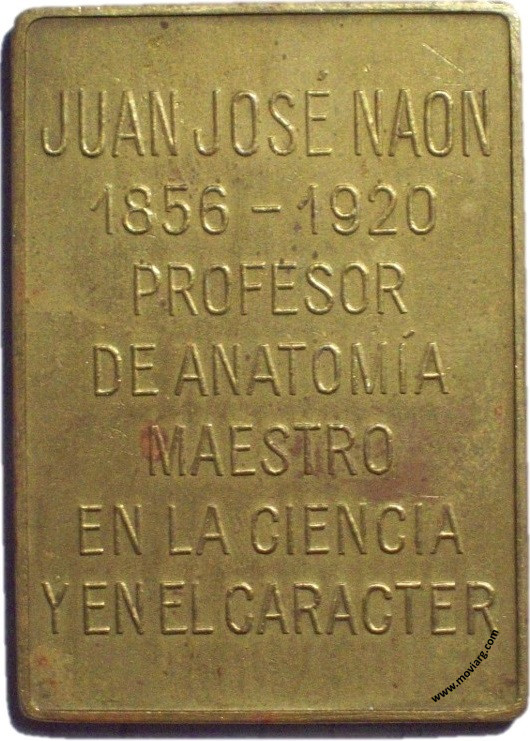 JUAN JOSÉ NAON
1856 - 1920
PROFESOR
DE ANATOMÍA
MAESTRO
EN LA CIENCIA
Y EN EL CARACTER
www.moviarg.com